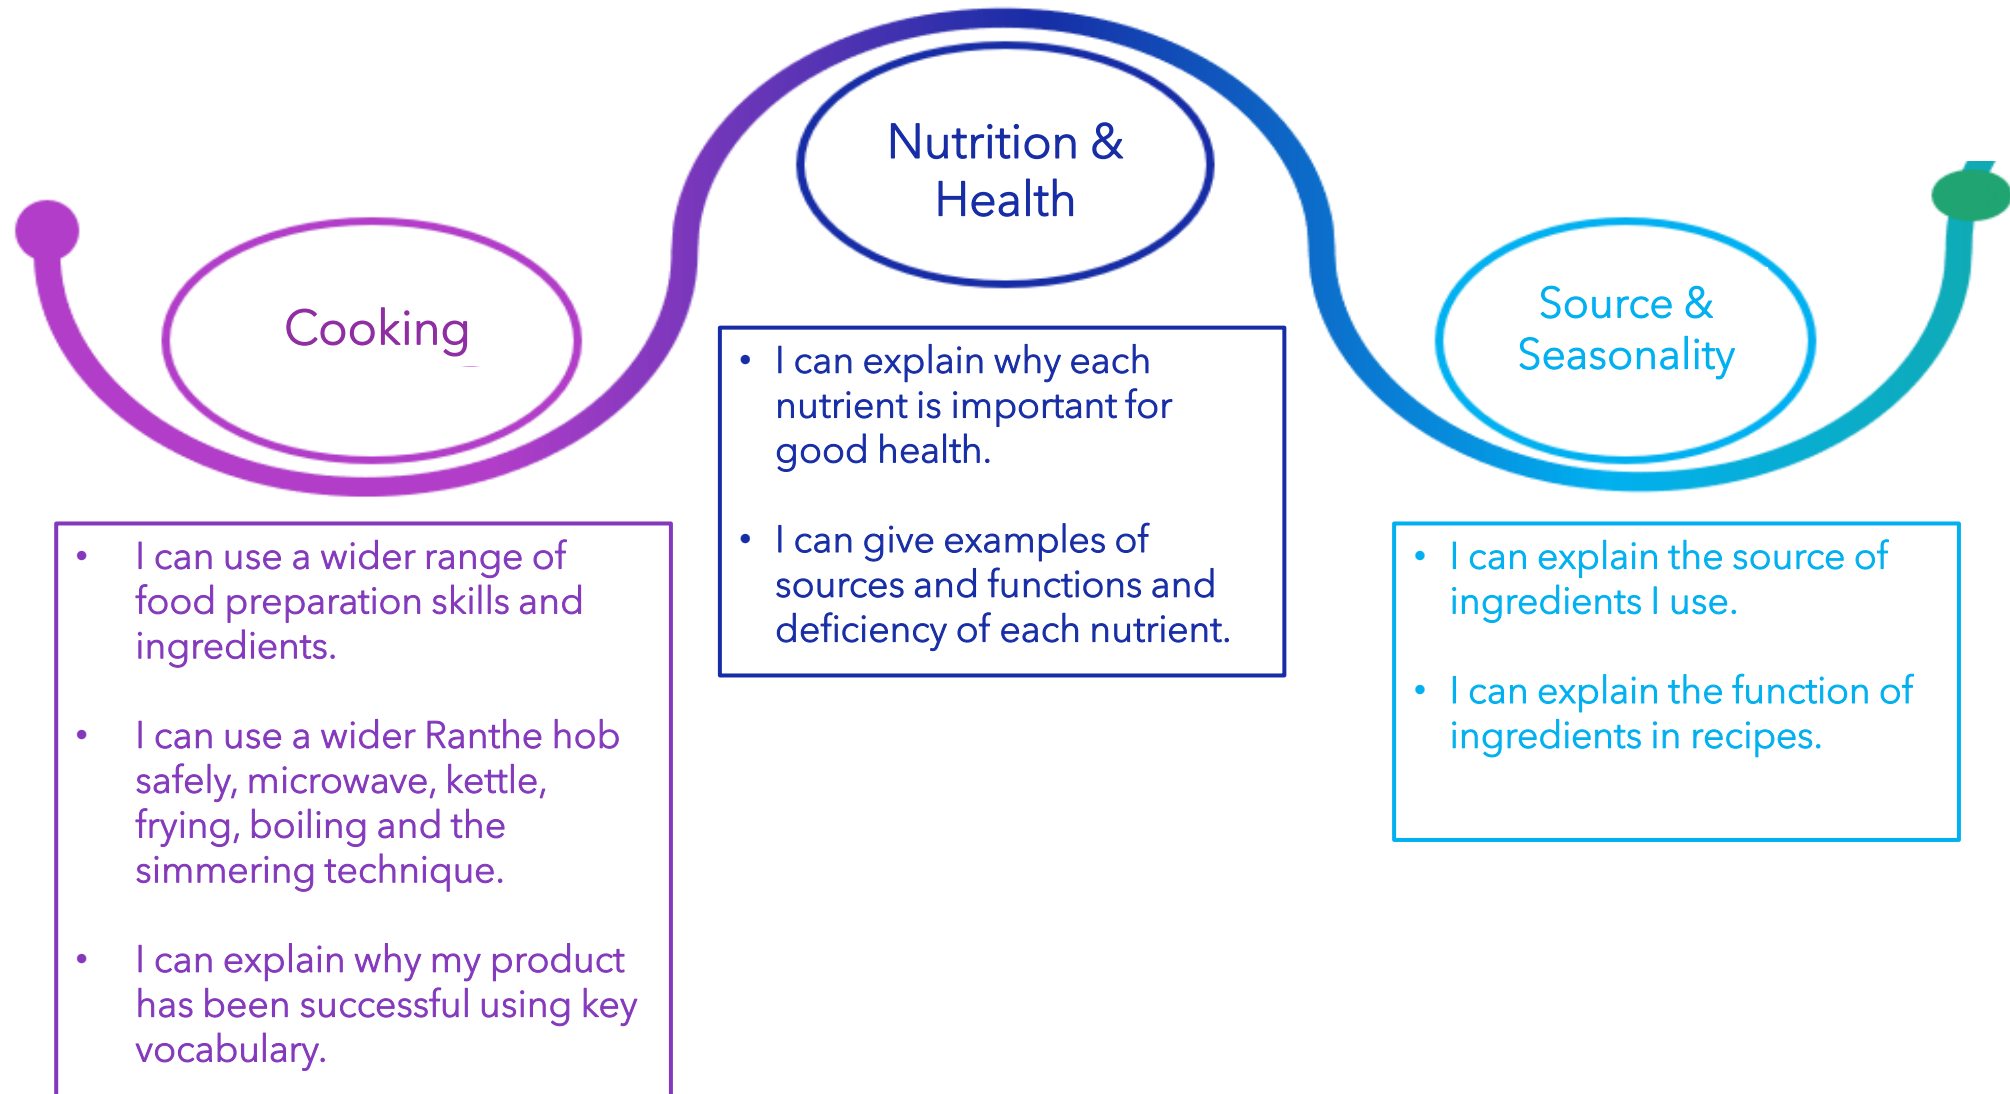 Cooking
• I can use a wider range of
food preparation skills and
ingredients.
• I can use a wider Ranthe hob
safely, microwave, kettle,
frying, boiling and the
simmering technique.
• I can explain why my product
has been successful using key
vocabulary.
Nutrition &
Health
• I can explain why each
nutrient is important for
good health.
• I can give examples of
sources and functions and
deficiency of each nutrient.
Source &
Seasonality
• I can explain the source of
ingredients I use.
• I can explain the function of
ingredients in recipes.